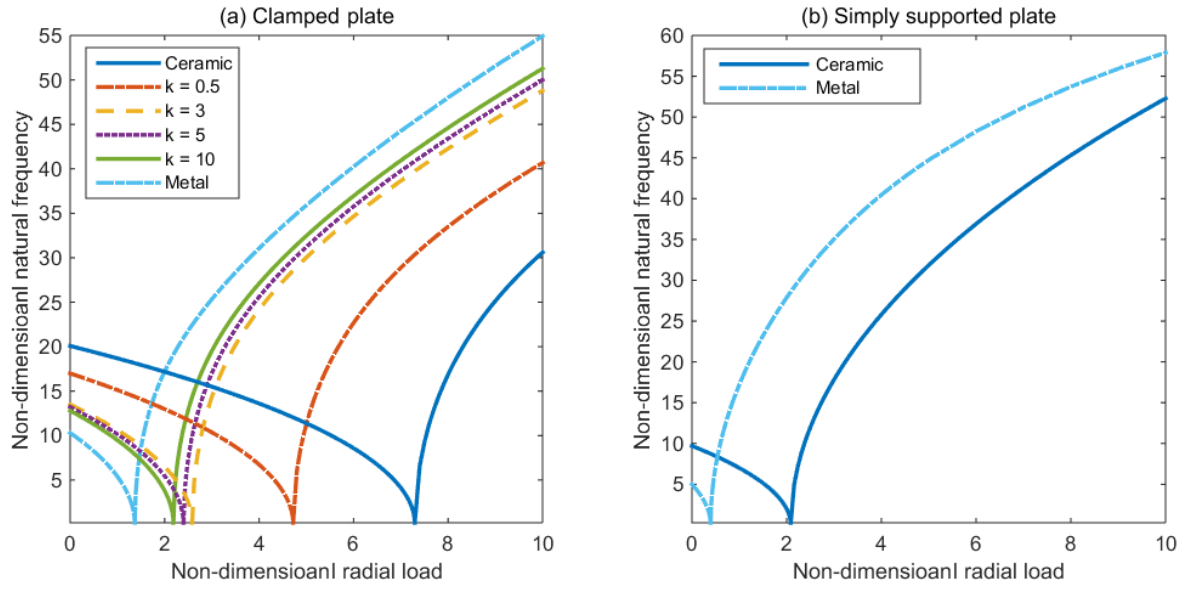 (a) Clamped plate
55
50
45
40
35
30
25
20
15
10
5
0
2
4
6
8
10
Non-dimensioanl natural frequency
Non-dimensioanl radial load
Ceramic
k = 0.5
k = 3
k = 5
k = 10
Metal
(b) Simply supported plate
60
55
50
45
40
35
30
25
20
15
10
5
0
2
4
6
8
10
Non-dimensioanl natural frequency
Non-dimensioanl radial load
Ceramic
Metal